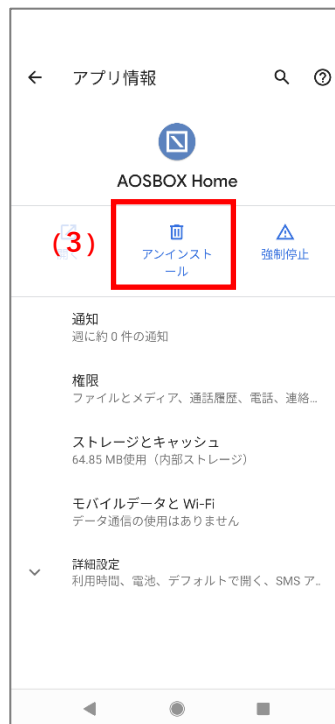 アプリ情報
AOSBOX Home
(3)
アンインスト
ール
強制停止
通知
週に約 0 件の通知
権限
ファイルとメディア、通話履歴、電話、連絡...
ストレージとキャッシュ
64.85 MB使用（内部ストレージ）
モバイルデータと Wi-Fi
データ通信の使用はありません
詳細設定
利用時間、電池、デフォルトで開く、SMS ア..